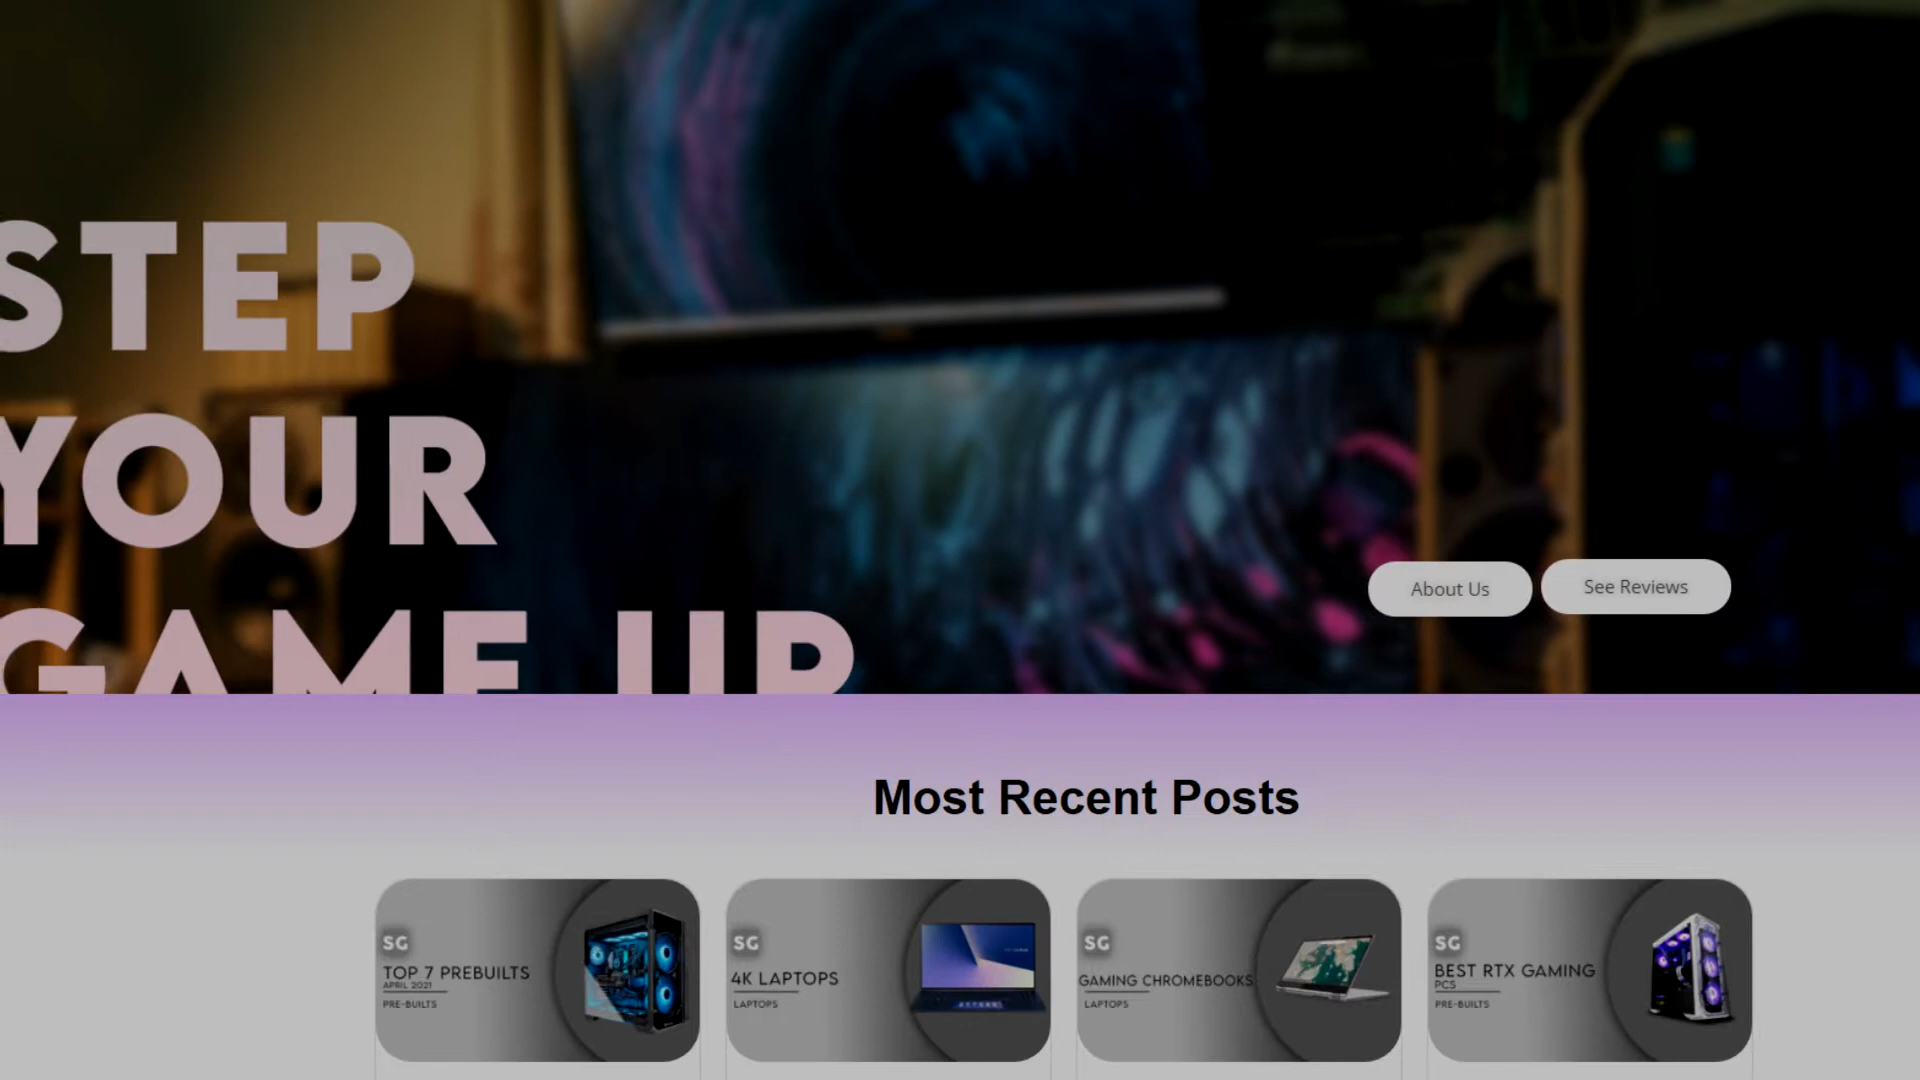 STEP
YOUR
GAME UP
About Us
See Reviews
Most Recent Posts
SG
TOP 7 PREBUILTS
APRIL 2021
PRE-BUILTS
SG
4K LAPTOPS
LAPTOPS
SG
GAMING CHROMEBOOKS
LAPTOPS
SG
BEST RTX GAMING
PCS
PRE-BUILTS